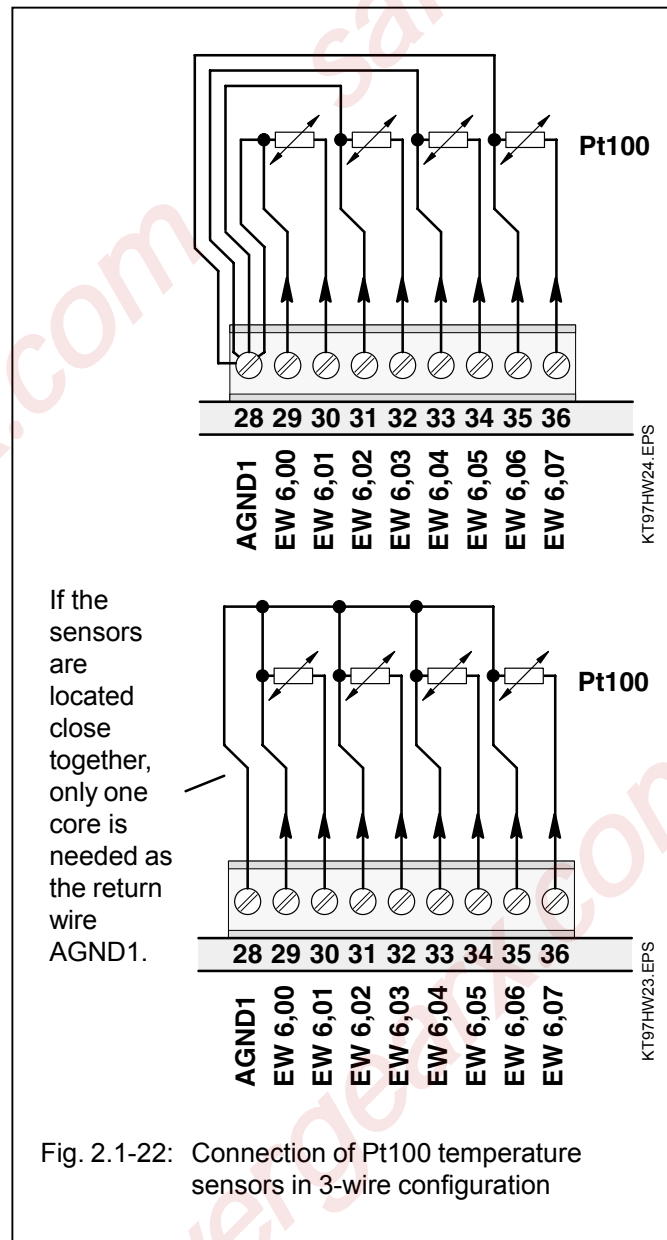 Pt100
28 29 30 31 32 33 34 35 36
AGND1
EW 6,00
EW 6,01
EW 6,02
EW 6,03
EW 6,04
EW 6,05
EW 6,06
EW 6,07
KT97HW24.EPS
If the
sensors
are
located
close
together,
only one
core is
needed as
the return
wire
AGND1.
Pt100
28 29 30 31 32 33 34 35 36
AGND1
EW 6,00
EW 6,01
EW 6,02
EW 6,03
EW 6,04
EW 6,05
EW 6,06
EW 6,07
KT97HW23.EPS
Fig. 2.1-22: Connection of Pt100 temperature
sensors in 3-wire configuration